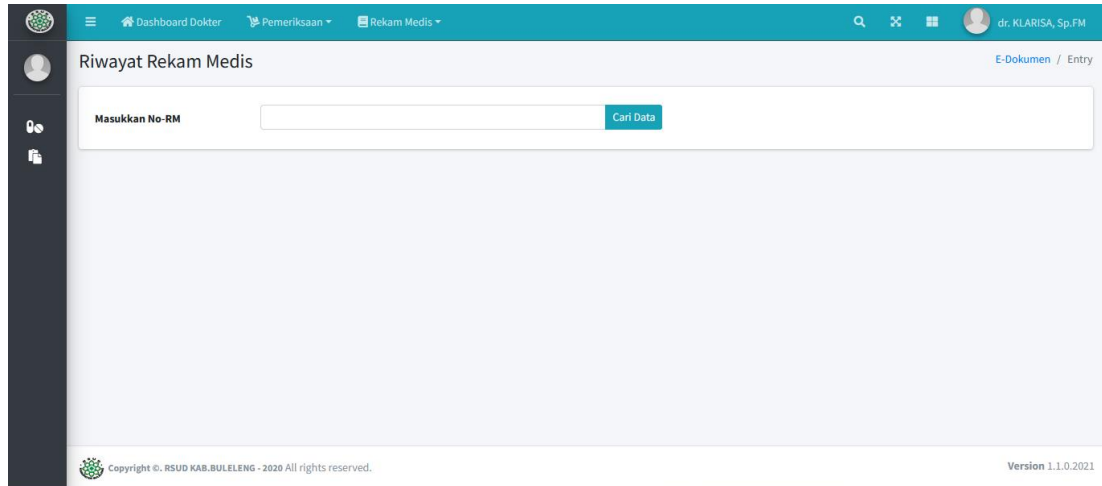 Dashboard Dokter Pemeriksaan Rekam Medis dr. KLARISA, Sp.FM
Riwayat Rekam Medis E-Dokumen / Entry
Masukkan No-RM Cari Data
Copyright ©. RSUD KAB.BULELENG - 2020 All rights reserved. Version 1.1.0.2021